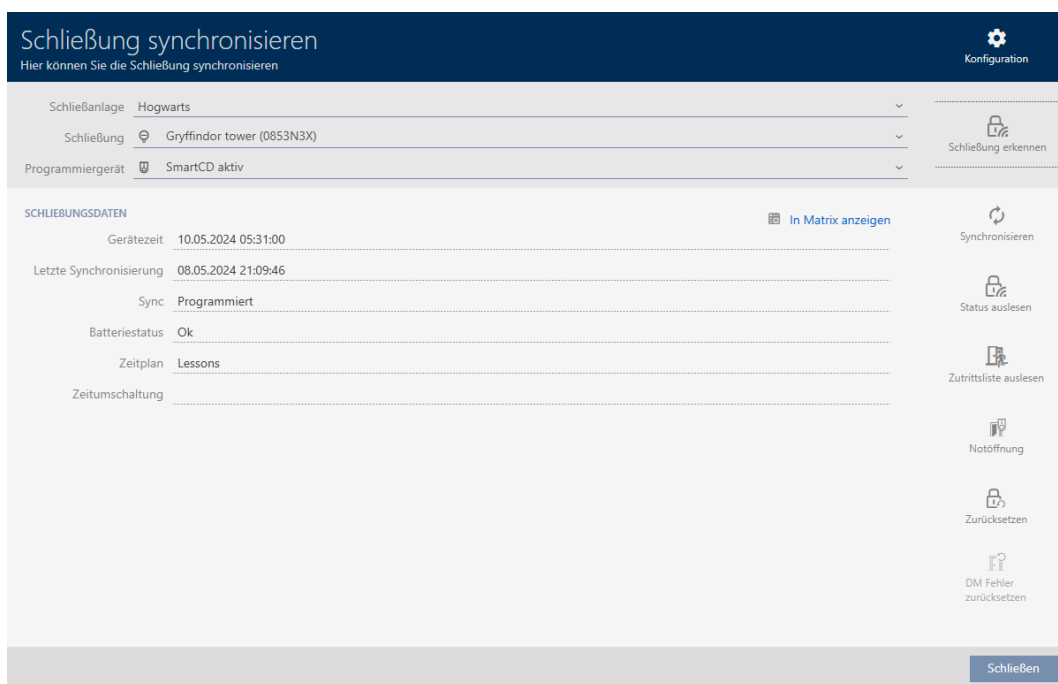 Schließung synchronisieren
Hier können Sie die Schließung synchronisieren
Konfiguration
Schließanlage Hogwarts
Schließung Gryffindor tower (0853N3X)
Programmiergerät SmartCD aktiv
Schließung erkennen
SCHLIEßUNGSDATEN
In Matrix anzeigen
Gerätezeit 10.05.2024 05:31:00
Letzte Synchronisierung 08.05.2024 21:09:46
Sync Programmiert
Batteriestatus Ok
Zeitplan Lessons
Zeitumschaltung
Synchronisieren
Status auslesen
Zutrittsliste auslesen
Notöffnung
Zurücksetzen
DM Fehler
zurücksetzen
Schließen